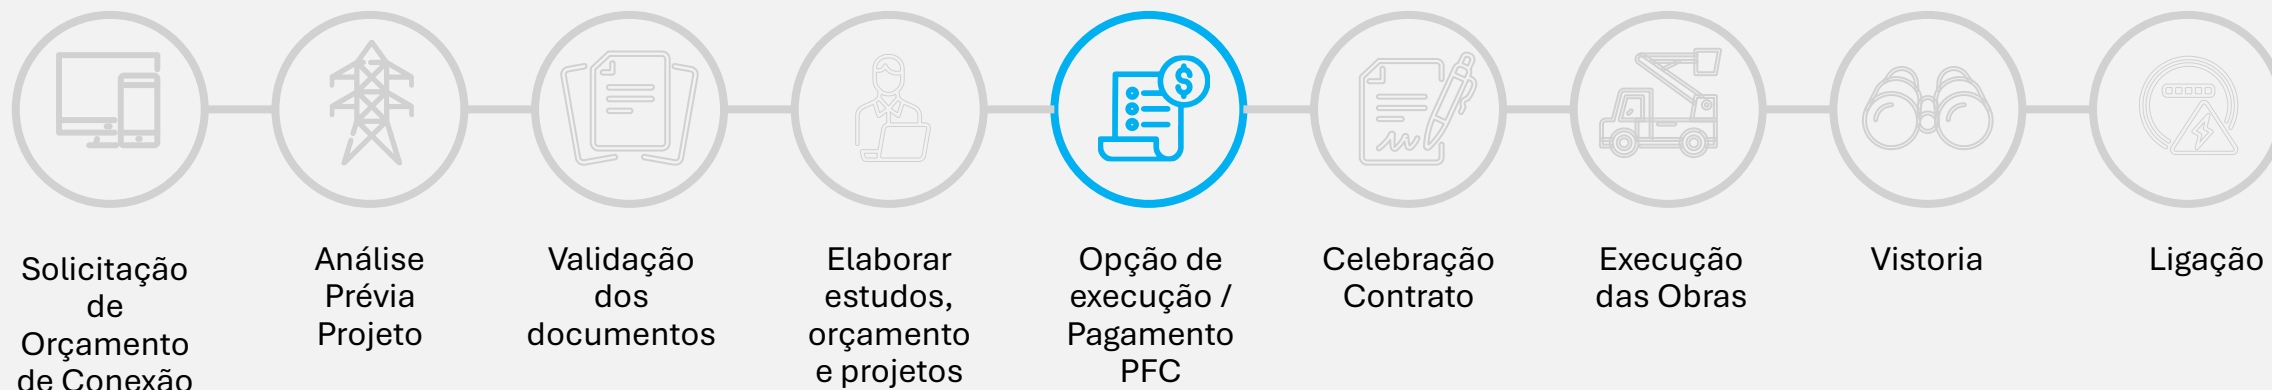 Solicitação
de
Orçamento
de Conexão
Análise
Prévia
Projeto
Validação
dos
documentos
Elaborar
estudos,
orçamento
e projetos
Opção de
execução /
Pagamento
PFC
Celebração
Contrato
Execução
das Obras
Vistoria
Ligação